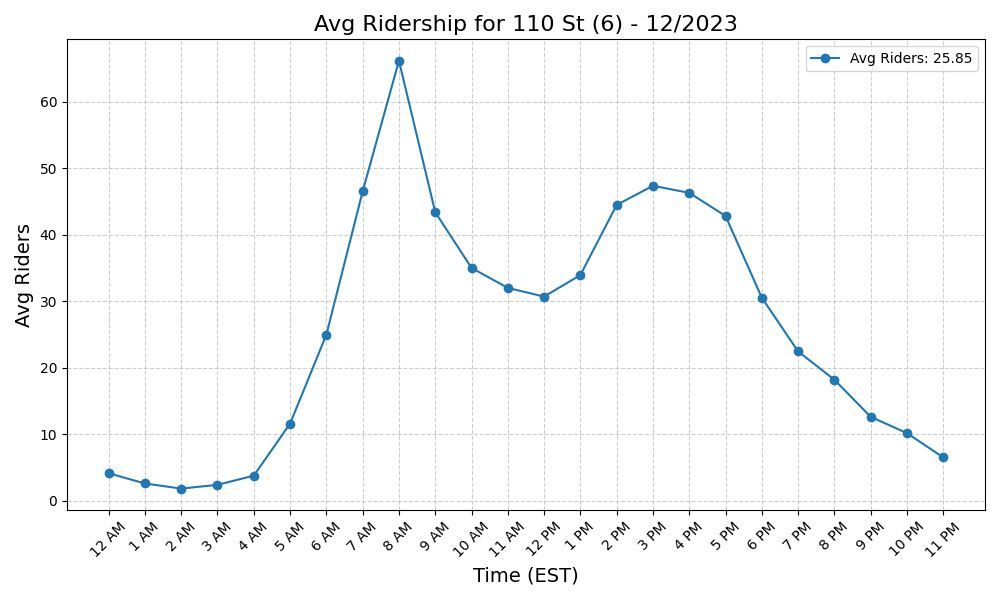 Avg Ridership for 110 St (6) - 12/2023
Avg Riders: 25.85
Avg Riders
60
50
40
30
20
10
0
12 AM
1 AM
2 AM
3 AM
4 AM
5 AM
6 AM
7 AM
8 AM
9 AM
10 AM
11 AM
12 PM
1 PM
2 PM
3 PM
4 PM
5 PM
6 PM
7 PM
8 PM
9 PM
10 PM
11 PM
Time (EST)